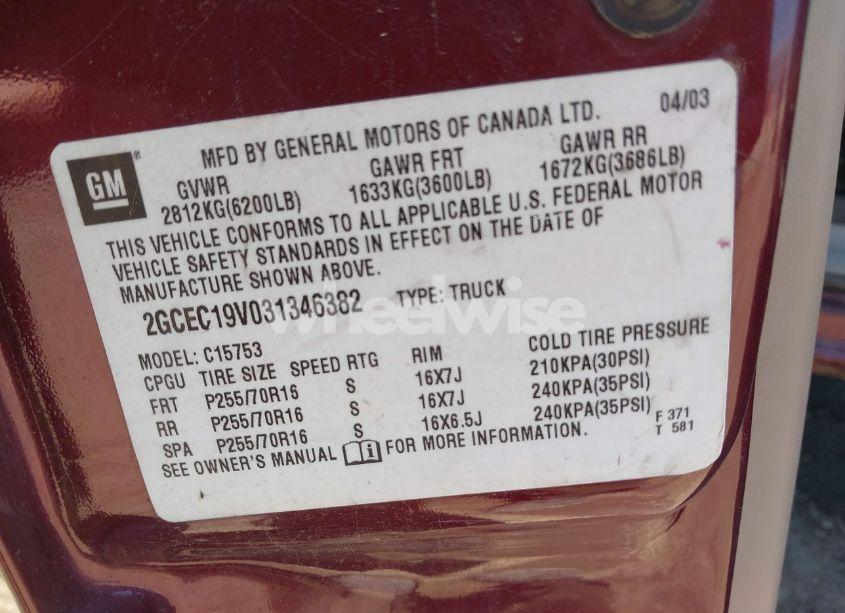 04/03
MFD BY GENERAL MOTORS OF CANADA LTD.
GM ®
GVWR GAWR FRT GAWR RR
2812KG(6200LB) 1633KG(3600LB) 1672KG(3686LB)
THIS VEHICLE CONFORMS TO ALL APPLICABLE U.S. FEDERAL MOTOR
VEHICLE SAFETY STANDARDS IN EFFECT ON THE DATE OF
MANUFACTURE SHOWN ABOVE.
2GCEC19V031346382 TYPE: TRUCK
wheelwise
MODEL: C15753
CPGU TIRE SIZE SPEED RTG RIM COLD TIRE PRESSURE
FRT P255/70R16 S 16X7J 210KPA(30PSI)
RR P255/70R16 S 16X7J 240KPA(35PSI)
SPA P255/70R16 S 16X6.5J 240KPA(35PSI)
SEE OWNER'S MANUAL i FOR MORE INFORMATION.
F 371
T 581